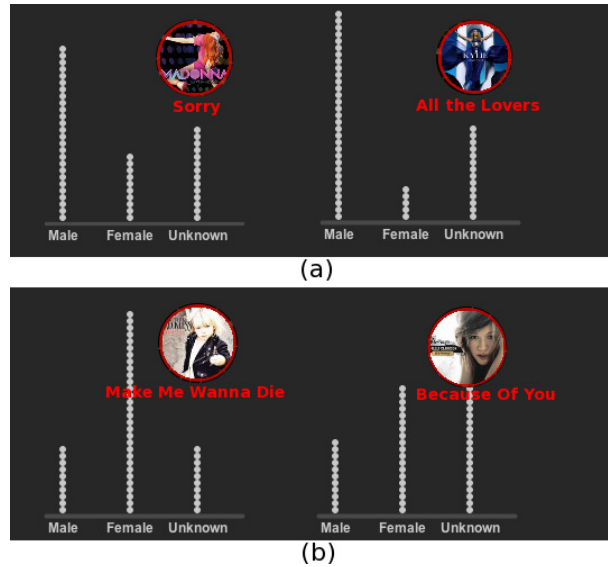 MADONNA
Sorry
KYLIE
All the Lovers
Male Female Unknown
Male Female Unknown
(a)
Make Me Wanna Die
Because Of You
Male Female Unknown
Male Female Unknown
(b)